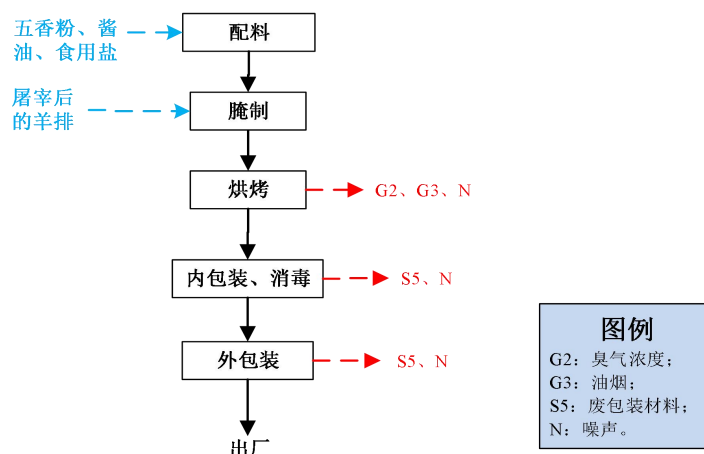 五香粉、酱
油、食用盐
配料
屠宰后
的羊排
腌制
烘烤
G2、G3、N
内包装、消毒
S5、N
外包装
S5、N
出厂
图例
G2：臭气浓度；
G3：油烟；
S5：废包装材料；
N：噪声。